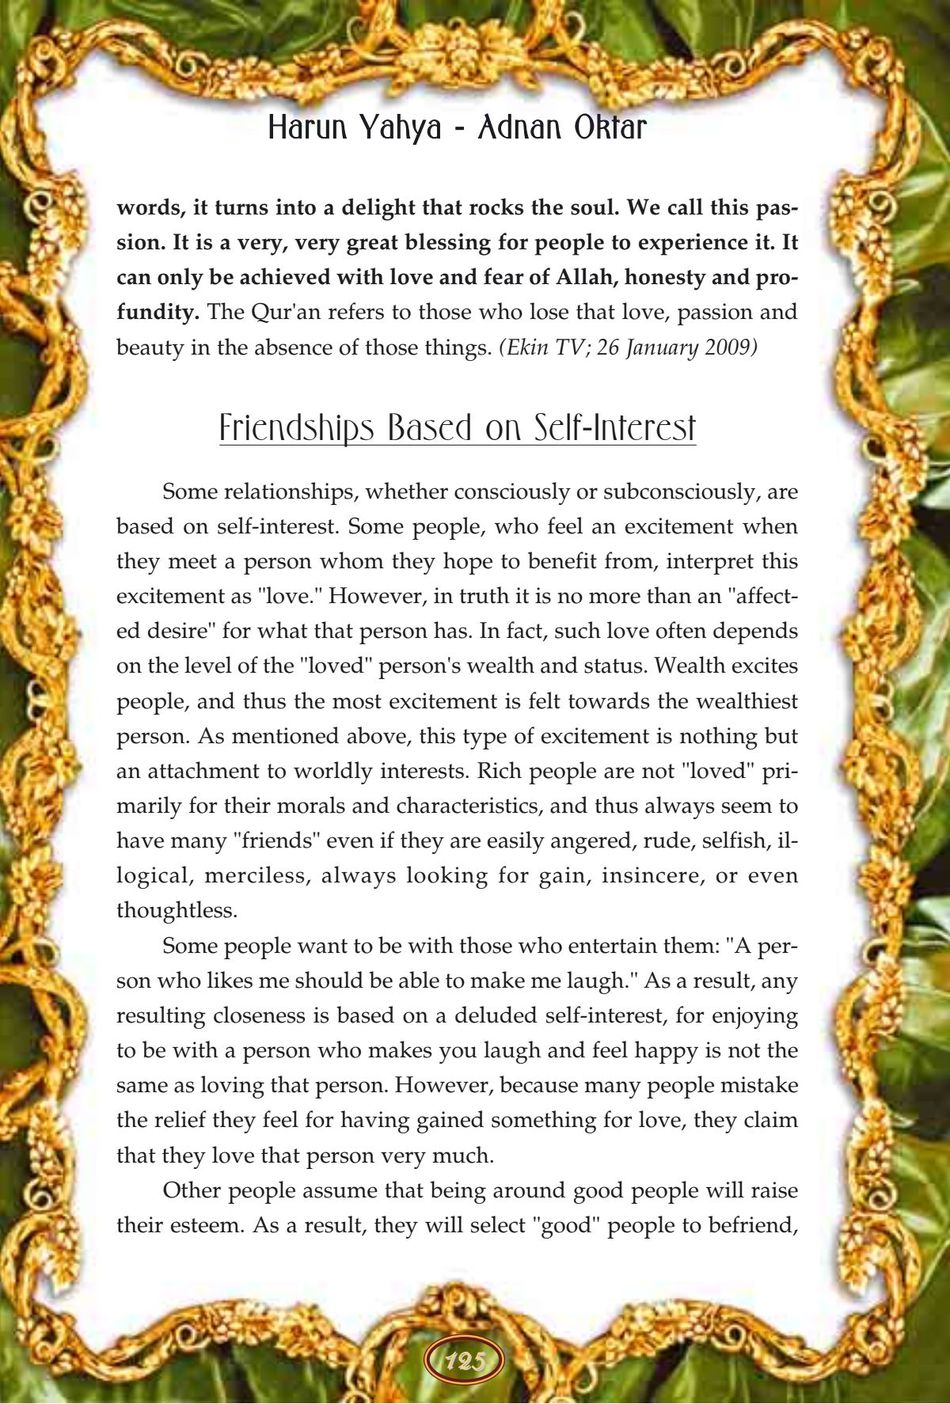 Harun Yahya - Adnan Oktar
words, it turns into a delight that rocks the soul. We call this pas-
sion. It is a very, very great blessing for people to experience it. It
can only be achieved with love and fear of Allah, honesty and pro-
fundity. The Qur'an refers to those who lose that love, passion and
beauty in the absence of those things. (Ekin TV; 26 January 2009)
Friendships Based on Self-Interest
Some relationships, whether consciously or subconsciously, are
based on self-interest. Some people, who feel an excitement when
they meet a person whom they hope to benefit from, interpret this
excitement as "love." However, in truth it is no more than an "affect-
ed desire" for what that person has. In fact, such love often depends
on the level of the "loved" person's wealth and status. Wealth excites
people, and thus the most excitement is felt towards the wealthiest
person. As mentioned above, this type of excitement is nothing but
an attachment to worldly interests. Rich people are not "loved" pri-
marily for their morals and characteristics, and thus always seem to
have many "friends" even if they are easily angered, rude, selfish, il-
logical, merciless, always looking for gain, insincere, or even
thoughtless.
Some people want to be with those who entertain them: "A per-
son who likes me should be able to make me laugh." As a result, any
resulting closeness is based on a deluded self-interest, for enjoying
to be with a person who makes you laugh and feel happy is not the
same as loving that person. However, because many people mistake
the relief they feel for having gained something for love, they claim
that they love that person very much.
Other people assume that being around good people will raise
their esteem. As a result, they will select "good" people to befriend,
125